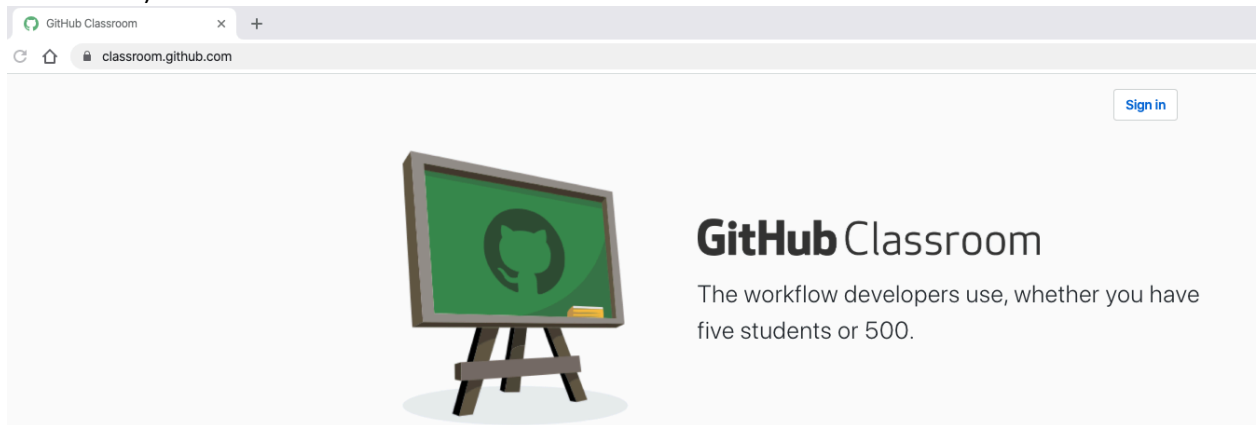 GitHub Classroom
classroom.github.com
Sign in
GitHub Classroom
The workflow developers use, whether you have
five students or 500.